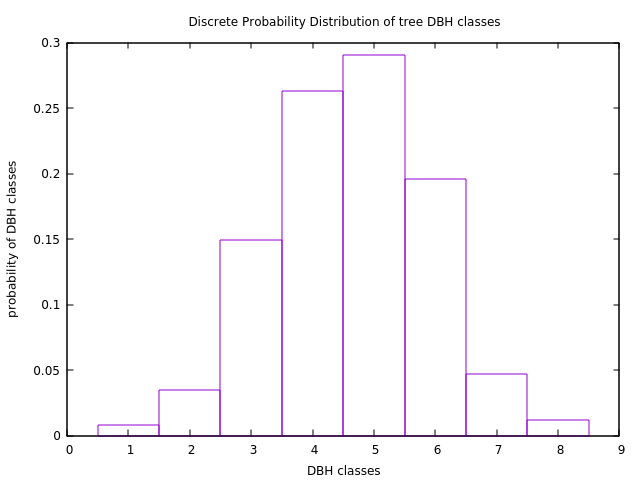 Discrete Probability Distribution of tree DBH classes
0.3
0.25
0.2
0.15
0.1
0.05
0
probability of DBH classes
0 1 2 3 4 5 6 7 8 9
DBH classes